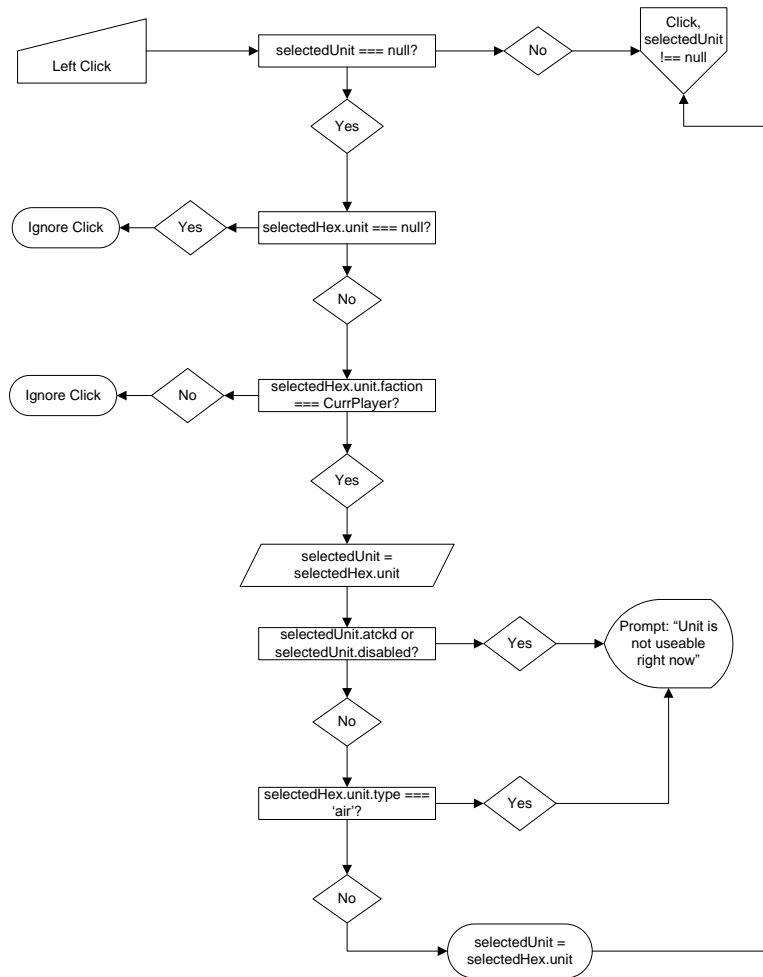 Left Click
selectedUnit === null?
No
Click,
selectedUnit
!== null
Yes
Ignore Click
Yes
selectedHex.unit === null?
No
Ignore Click
No
selectedHex.unit.faction
=== CurrPlayer?
Yes
selectedUnit =
selectedHex.unit
selectedUnit.atckd or
selectedUnit.disabled?
Yes
Prompt: “Unit is
not useable
right now”
No
selectedHex.unit.type ===
‘air’?
Yes
No
selectedUnit =
selectedHex.unit